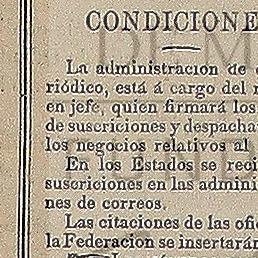 CONDICIONE
La administracion de
riódico, está á cargo del
en jefe, quien firmará los
de suscriciones y despacha
los negocios relativos al
En los Estados se reci
suscriciones en las admini
nes de correos.
Las citaciones de las ofi
la Federacion se insertarán